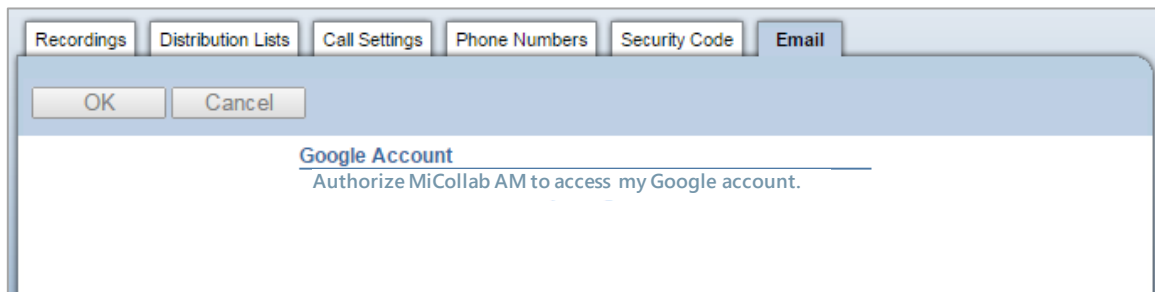 Recordings Distribution Lists Call Settings Phone Numbers Security Code Email
OK Cancel
Google Account
Authorize MiCollab AM to access my Google account.